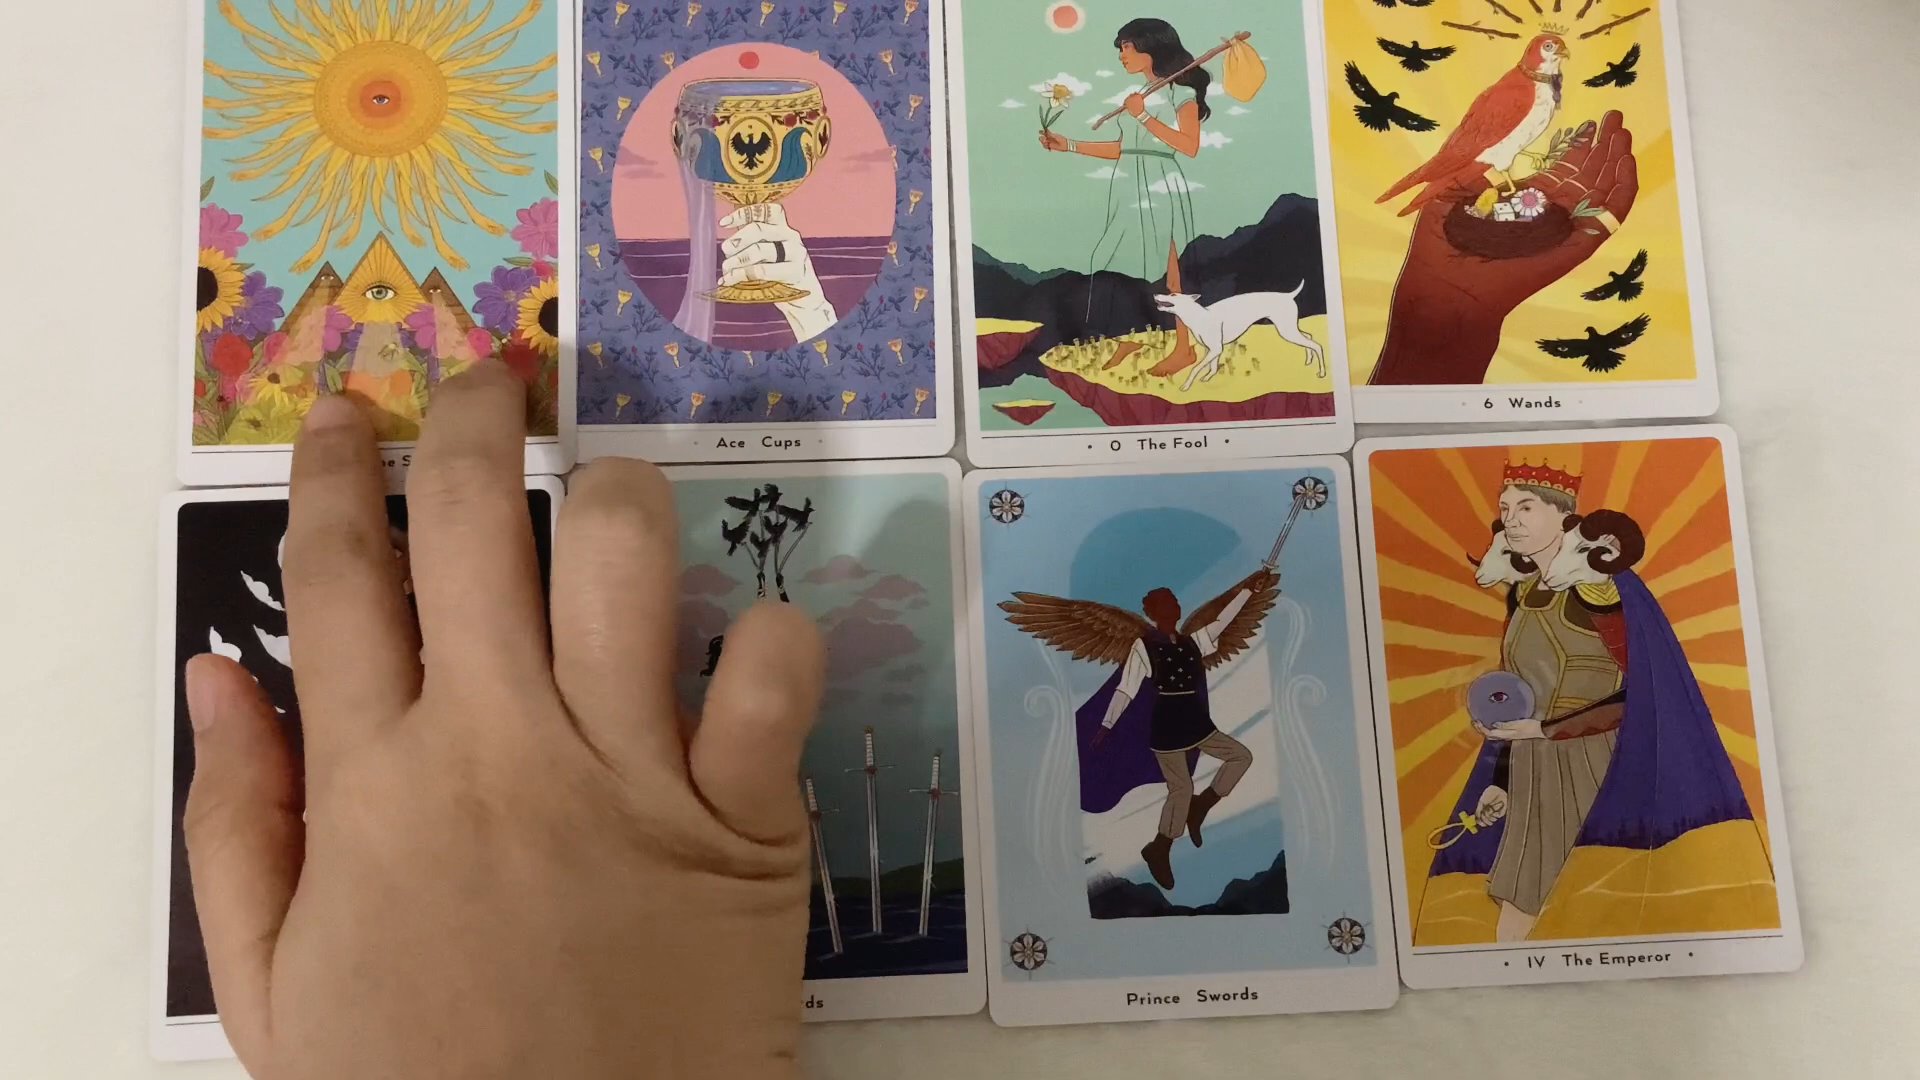 Ace Cups
0 The Fool
6 Wands
Prince Swords
IV The Emperor